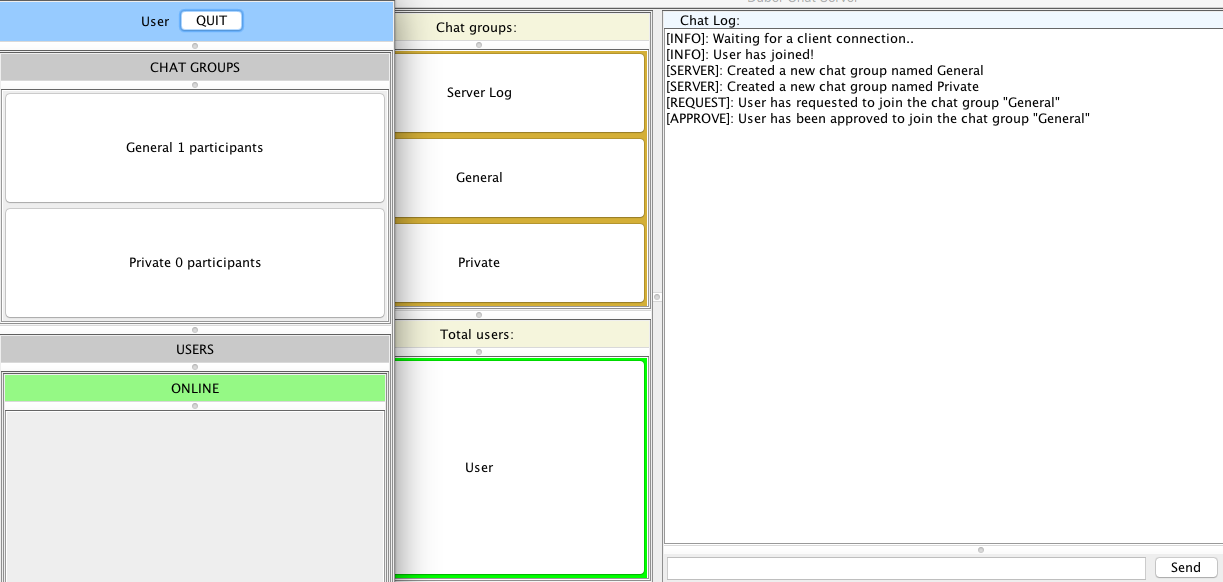 User QUIT
CHAT GROUPS
General 1 participants
Private 0 participants
USERS
ONLINE
Chat groups:
Server Log
General
Private
Total users:
User
Chat Log:
[INFO]: Waiting for a client connection..
[INFO]: User has joined!
[SERVER]: Created a new chat group named General
[SERVER]: Created a new chat group named Private
[REQUEST]: User has requested to join the chat group "General"
[APPROVE]: User has been approved to join the chat group "General"
Send